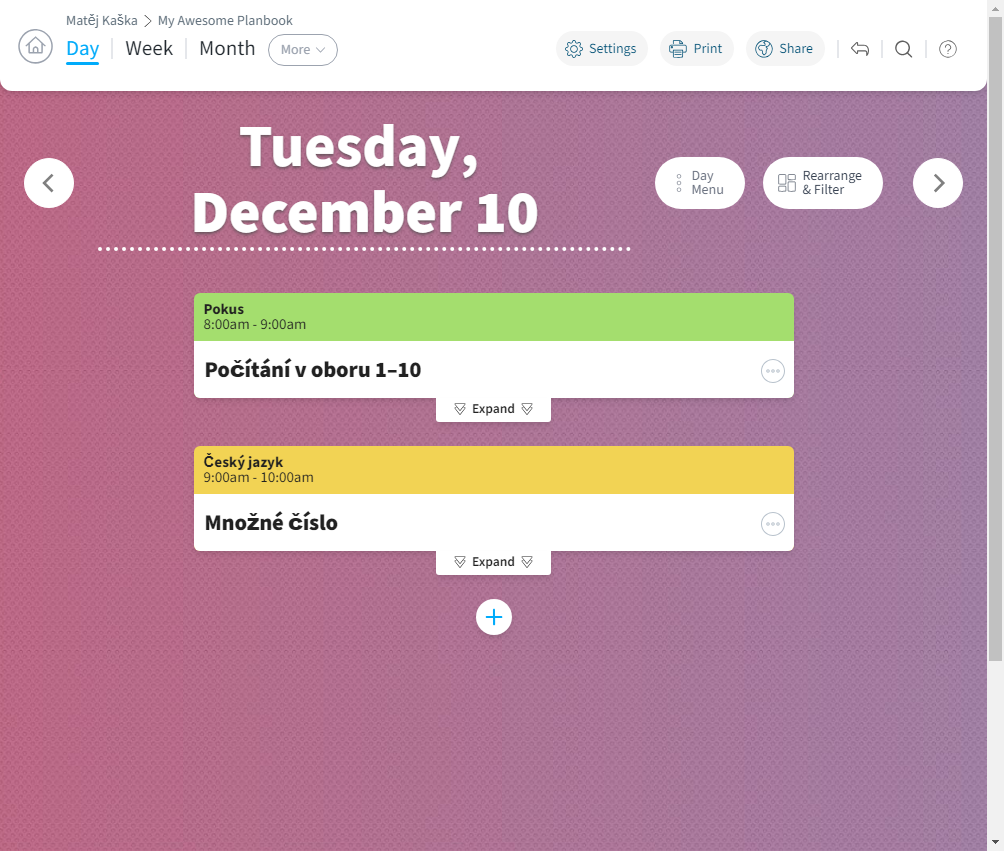 Matěj Kaška > My Awesome Planbook
Day Week Month More
Settings Print Share
Tuesday,
December 10
Day
Menu
Rearrange
& Filter
Pokus
8:00am - 9:00am
Počítání v oboru 1–10
Expand
Český jazyk
9:00am - 10:00am
Množné číslo
Expand